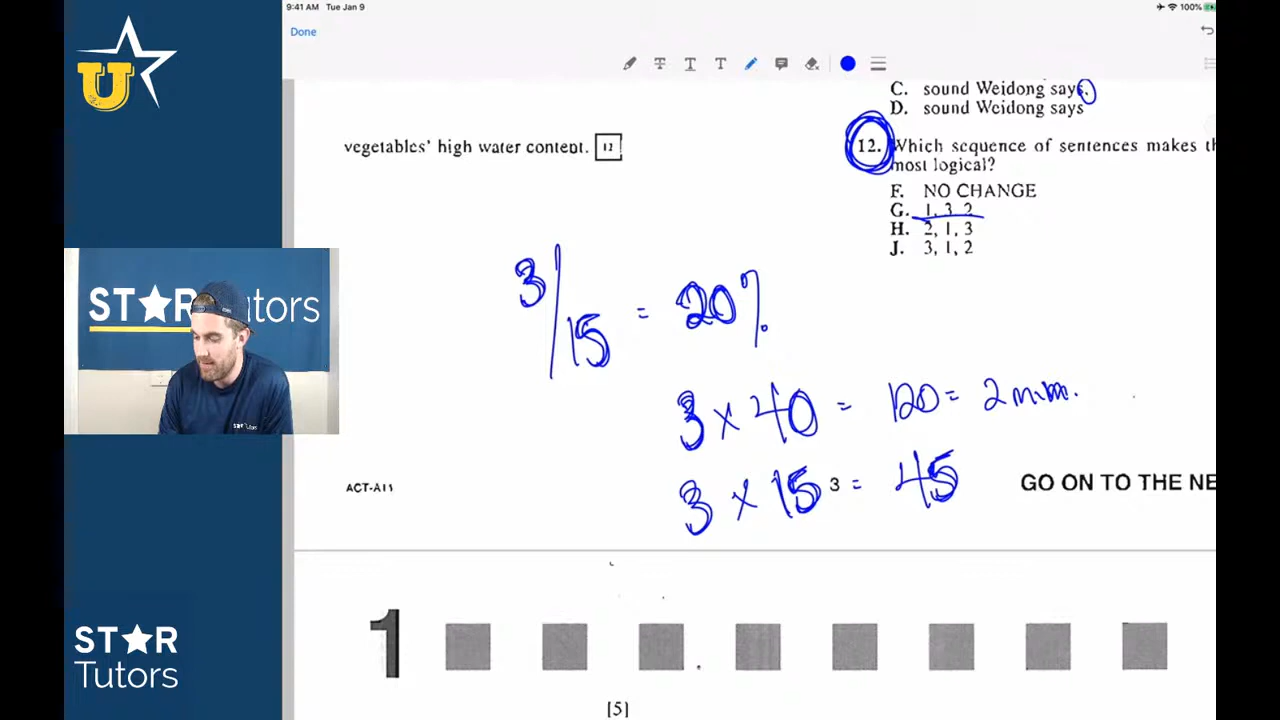 9:41 AM Tue Jan 9
100%
Done
U
C. sound Weidong says.
D. sound Weidong says
vegetables' high water content. 12
12. Which sequence of sentences makes th
most logical?
F. NO CHANGE
G. 1, 3, 2
H. 2, 1, 3
J. 3, 1, 2
3/15 = 20%
3 x 40 = 120 = 2 min.
3 x 15 = 45
STAR Tutors
STAR
ACT-A11
3
GO ON TO THE NE
1
STAR
Tutors
[5]